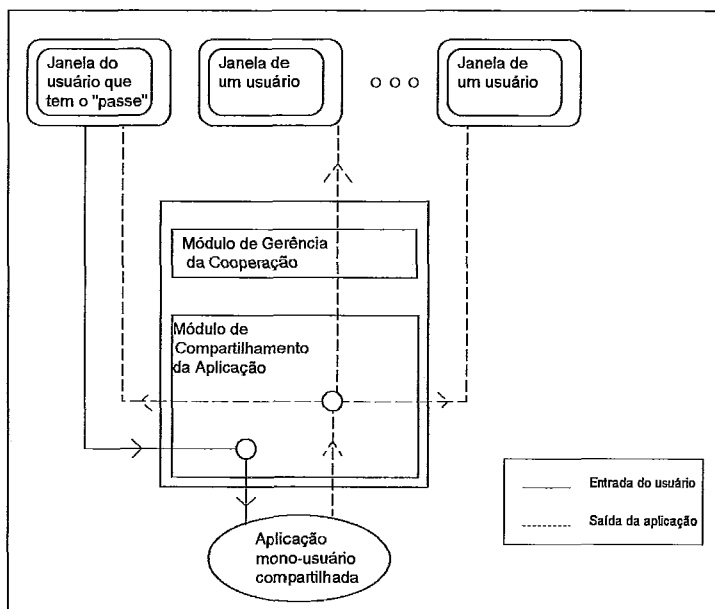 Janela do
usuário que
tem o "passe"
Janela de
um usuário
o o o
Janela de
um usuário
Módulo de Gerência
da Cooperação
Módulo de
Compartilhamento
da Aplicação
Aplicação
mono-usuário
compartilhada
Entrada do usuário
Saída da aplicação